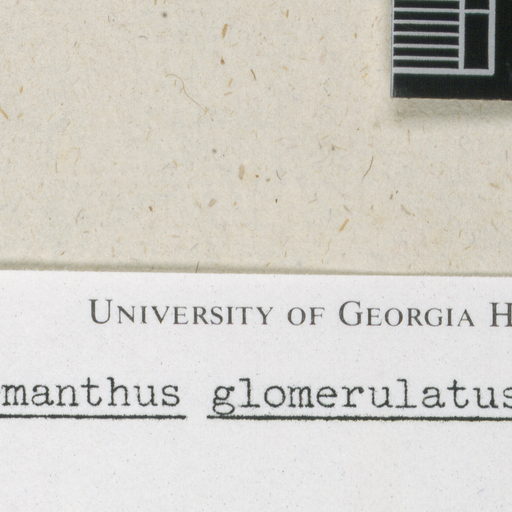 UNIVERSITY OF GEORGIA H
manthus glomerulatus